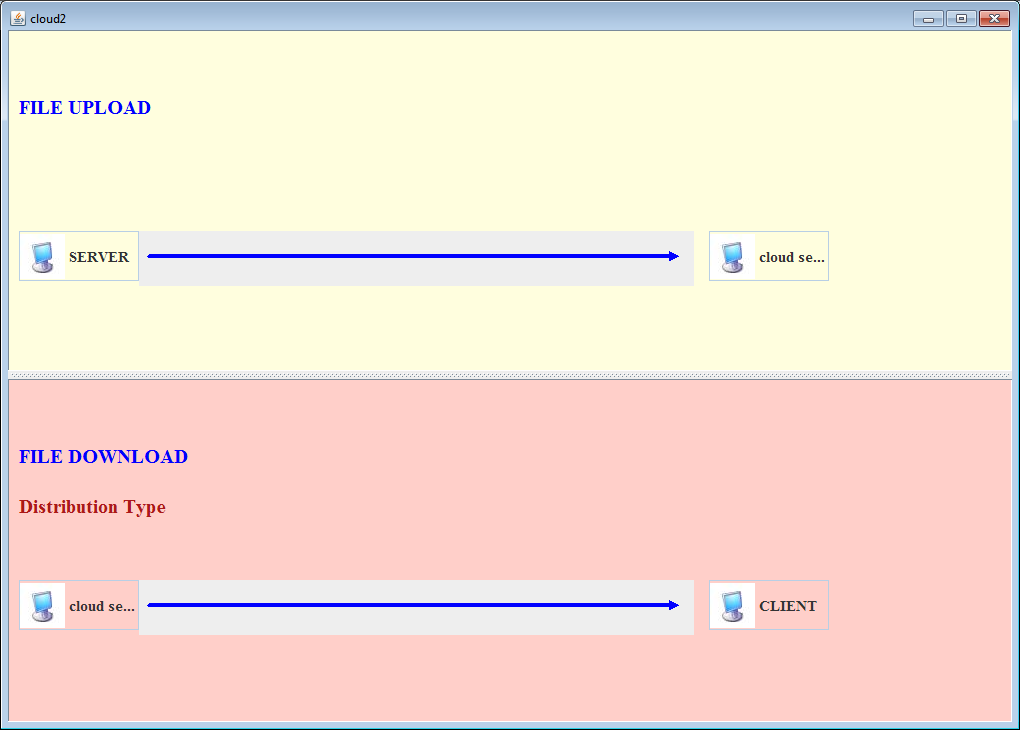 cloud2
FILE UPLOAD
SERVER
cloud se...
FILE DOWNLOAD
Distribution Type
cloud se...
CLIENT